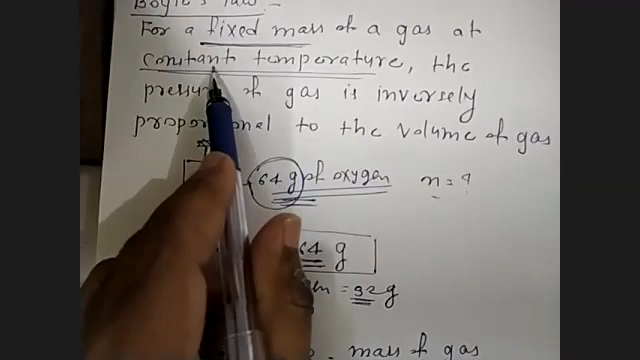 Boyle's law -
For a fixed mass of a gas at
constant temperature, the
pressure of gas is inversely
proportional to the volume of gas
64 g of oxygen n = ?
64 g
= 32g
mass of gas